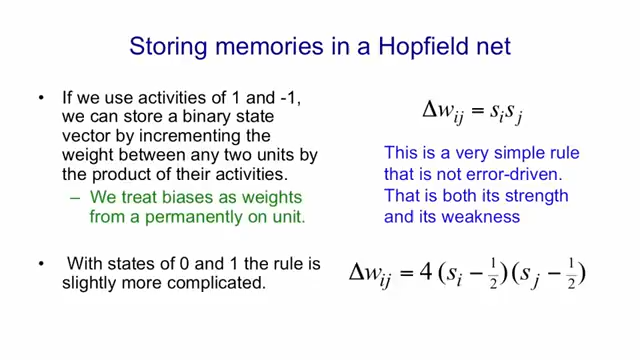 Storing memories in a Hopfield net
• If we use activities of 1 and -1,
we can store a binary state
vector by incrementing the
weight between any two units by
the product of their activities.
– We treat biases as weights
from a permanently on unit.
• With states of 0 and 1 the rule is
slightly more complicated.
Δw_ij = s_i s_j
This is a very simple rule
that is not error-driven.
That is both its strength
and its weakness
Δw_ij = 4 (s_i − 1/2) (s_j − 1/2)